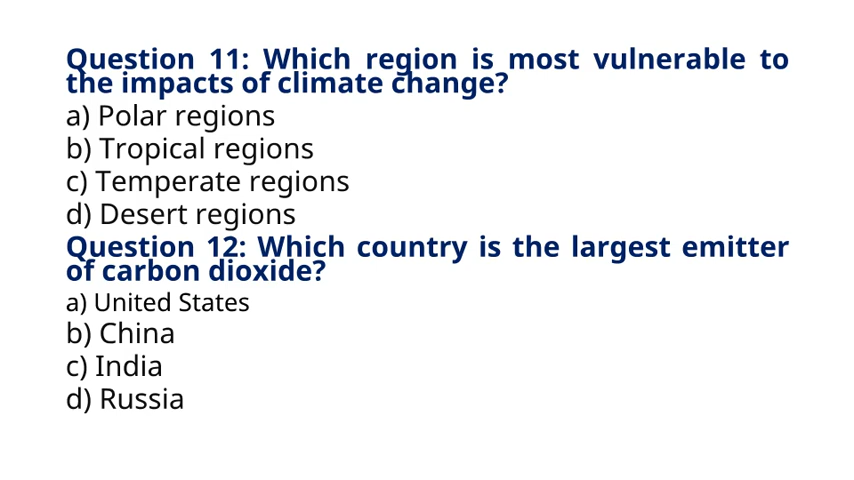 Question 11: Which region is most vulnerable to
the impacts of climate change?
a) Polar regions
b) Tropical regions
c) Temperate regions
d) Desert regions
Question 12: Which country is the largest emitter
of carbon dioxide?
a) United States
b) China
c) India
d) Russia